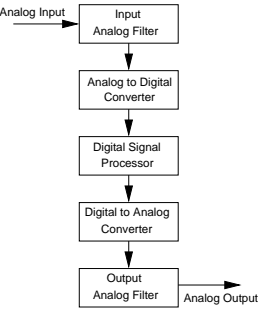 Analog Input
Input
Analog Filter
Analog to Digital
Converter
Digital Signal
Processor
Digital to Analog
Converter
Output
Analog Filter
Analog Output